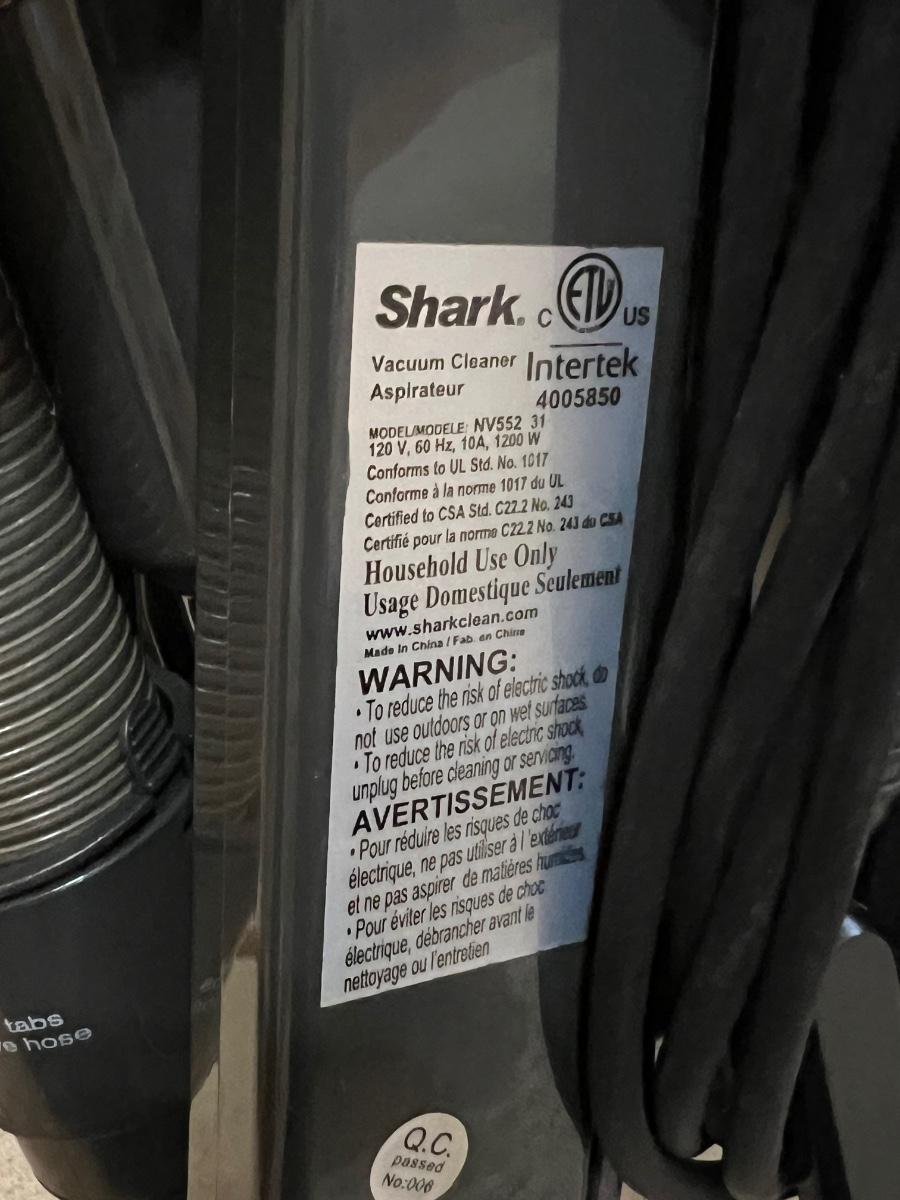 Shark.
C ETL US
Vacuum Cleaner
Aspirateur
Intertek
4005850
MODEL/MODELE: NV552 31
120 V, 60 Hz, 10A, 1200 W
Conforms to UL Std. No. 1017
Conforme à la norme 1017 du UL
Certified to CSA Std. C22.2 No. 243
Certifié pour la norme C22.2 No. 243 du CSA
Household Use Only
Usage Domestique Seulement
www.sharkclean.com
Made In China / Fab. en Chine
WARNING:
• To reduce the risk of electric shock, do
not use outdoors or on wet surfaces.
• To reduce the risk of electric shock,
unplug before cleaning or servicing.
AVERTISSEMENT:
• Pour réduire les risques de choc
électrique, ne pas utiliser à l 'extérieur
et ne pas aspirer de matières humides.
• Pour éviter les risques de choc
électrique, débrancher avant le
nettoyage ou l'entretien
tabs
hose
Q.C.
passed
No:006